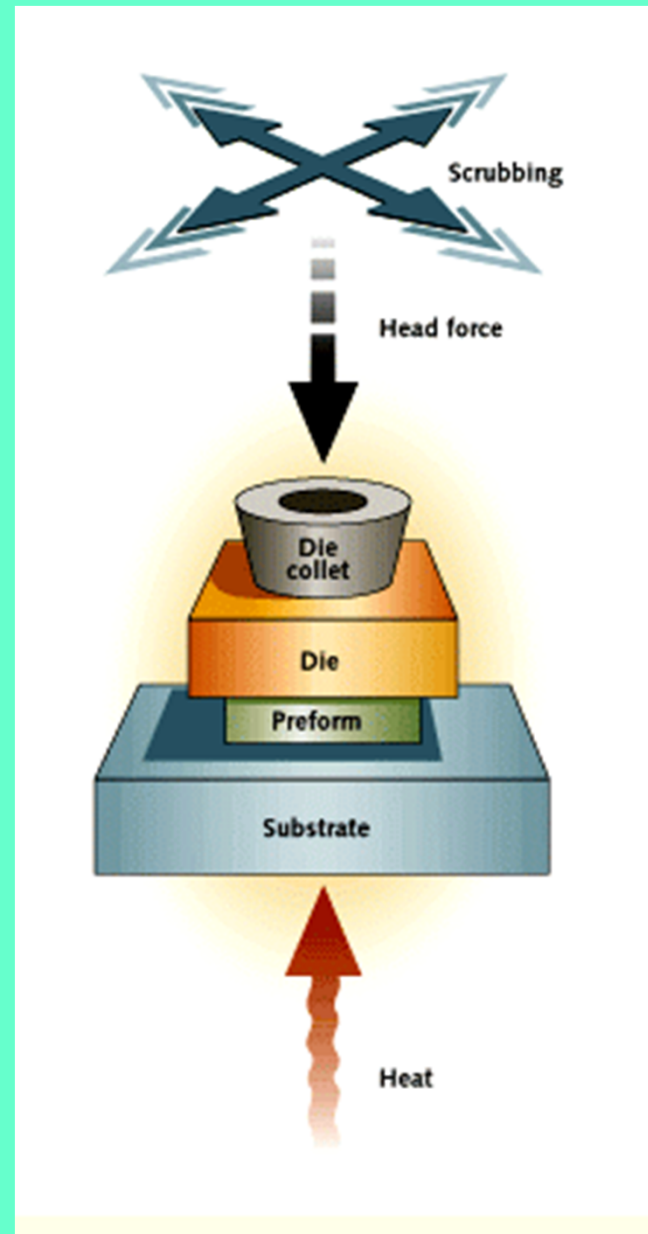 Scrubbing
Head force
Die
collet
Die
Preform
Substrate
Heat